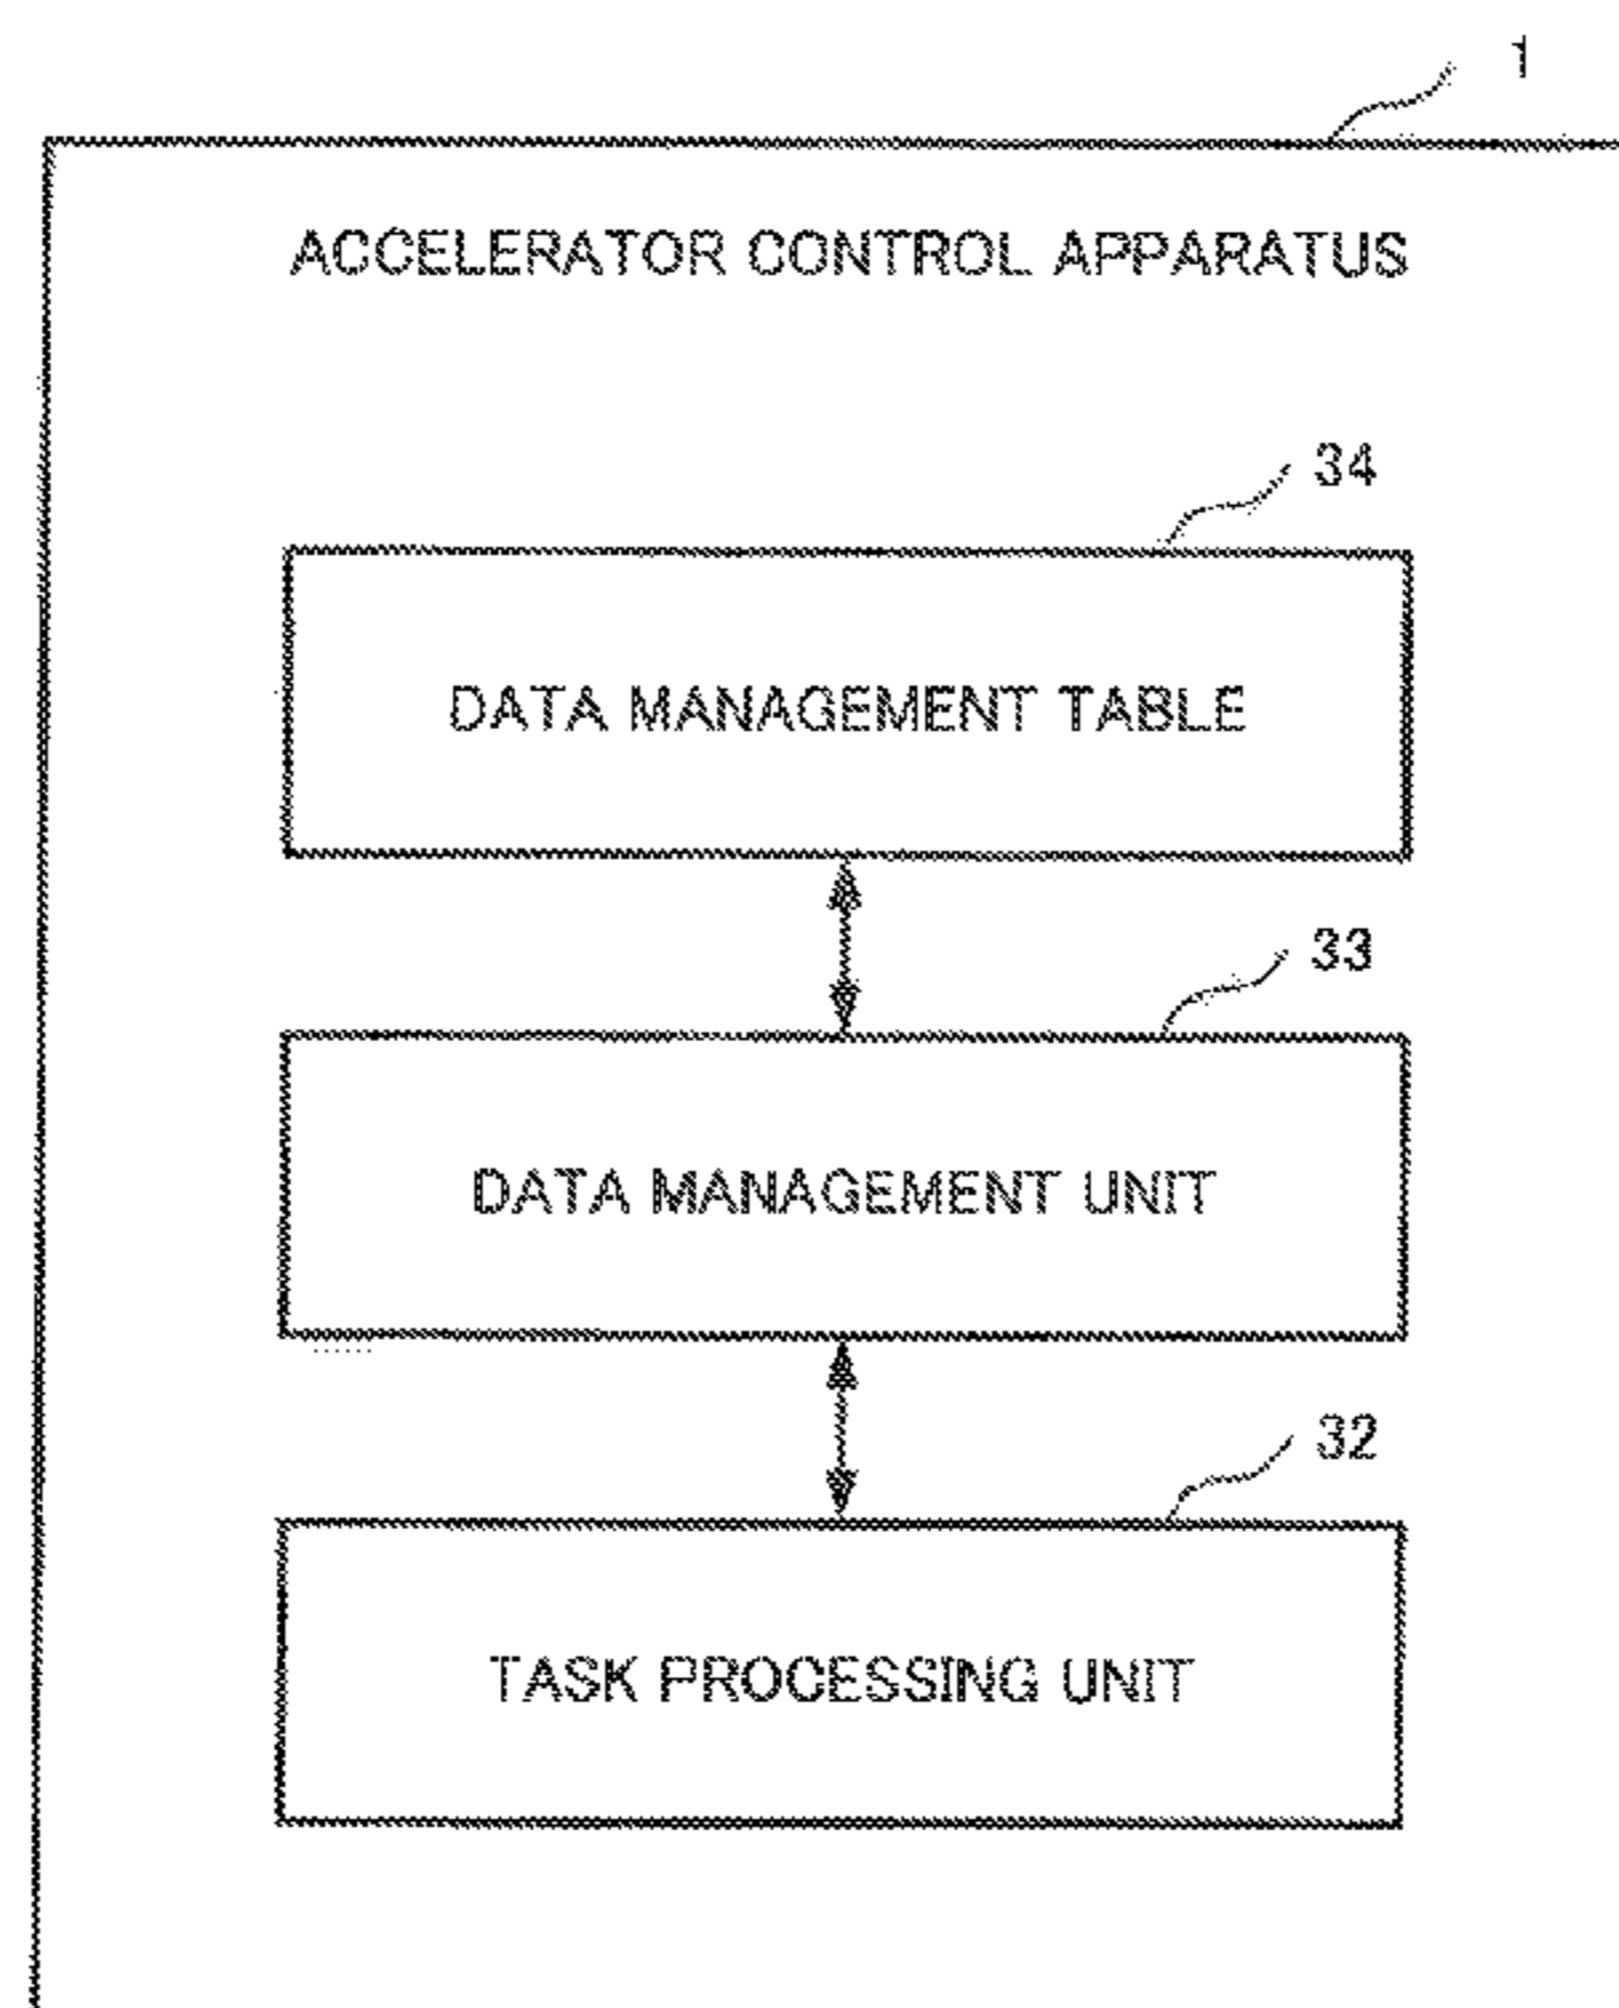 1
ACCELERATOR CONTROL APPARATUS
34
DATA MANAGEMENT TABLE
33
DATA MANAGEMENT UNIT
32
TASK PROCESSING UNIT